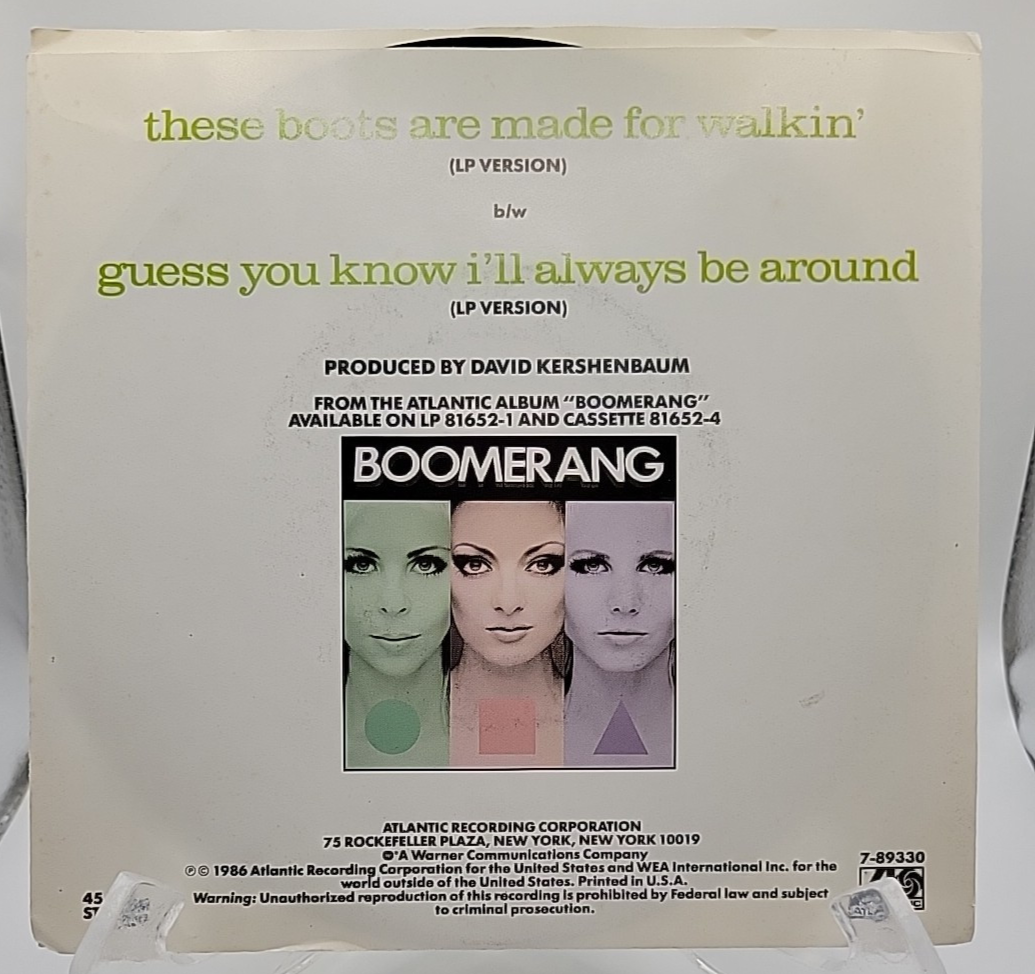 these boots are made for walkin'
(LP VERSION)
b/w
guess you know i'll always be around
(LP VERSION)
PRODUCED BY DAVID KERSHENBAUM
FROM THE ATLANTIC ALBUM "BOOMERANG"
AVAILABLE ON LP 81652-1 AND CASSETTE 81652-4
BOOMERANG
ATLANTIC RECORDING CORPORATION
75 ROCKEFELLER PLAZA, NEW YORK, NEW YORK 10019
A Warner Communications Company
℗© 1986 Atlantic Recording Corporation for the United States and WEA International Inc. for the
world outside of the United States. Printed in U.S.A.
Warning: Unauthorized reproduction of this recording is prohibited by Federal law and subject
to criminal prosecution.
7-89330
45